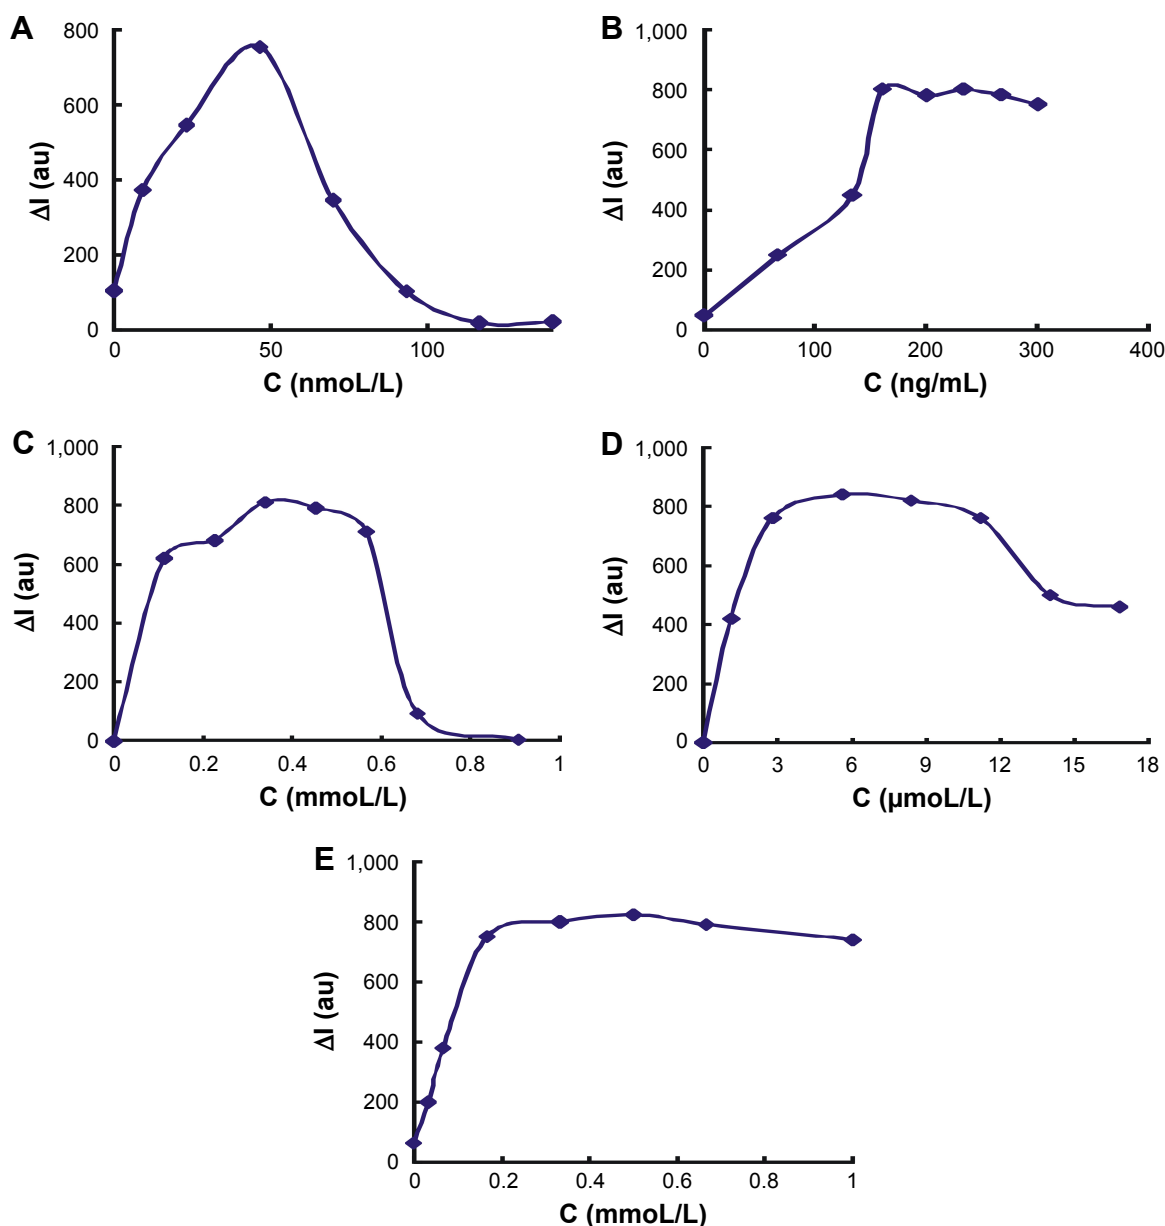 A
800
600
400
200
0
ΔI (au)
0 50 100
C (nmoL/L)
B
1,000
800
600
400
200
0
ΔI (au)
0 100 200 300 400
C (ng/mL)
C
1,000
800
600
400
200
0
ΔI (au)
0 0.2 0.4 0.6 0.8 1
C (mmoL/L)
D
1,000
800
600
400
200
0
ΔI (au)
0 3 6 9 12 15 18
C (µmoL/L)
E
1,000
800
600
400
200
0
ΔI (au)
0 0.2 0.4 0.6 0.8 1
C (mmoL/L)